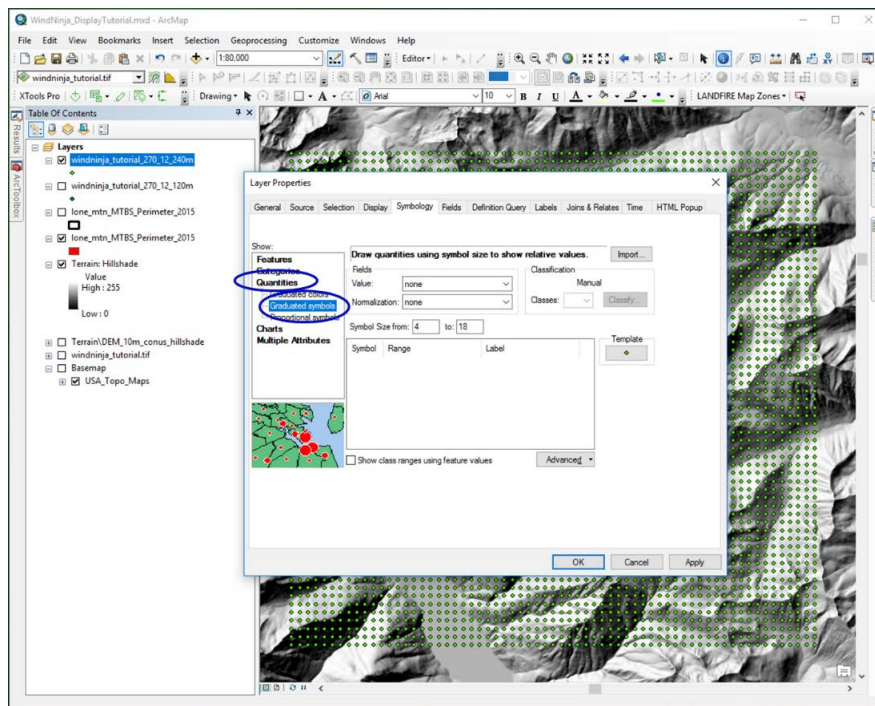 WindNinja_DisplayTutorial.mxd - ArcMap
File Edit View Bookmarks Insert Selection Geoprocessing Customize Windows Help
1:80,000 Editor
windninja_tutorial.tif
XTools Pro Drawing A Arial 10 B I U A LANDFIRE Map Zones
Table Of Contents
Results
ArcToolbox
Layers
windninja_tutorial_270_12_240m
windninja_tutorial_270_12_120m
lone_mtn_MTBS_Perimeter_2015
lone_mtn_MTBS_Perimeter_2015
Terrain: Hillshade
Value
High : 255
Low : 0
Terrain\DEM_10m_conus_hillshade
windninja_tutorial.tif
Basemap
USA_Topo_Maps
Layer Properties
General Source Selection Display Symbology Fields Definition Query Labels Joins & Relates Time HTML Popup
Show:
Features
Categories
Quantities
Graduated colors
Graduated symbols
Proportional symbols
Charts
Multiple Attributes
Draw quantities using symbol size to show relative values.
Import...
Fields
Value: none
Normalization: none
Classification
Manual
Classes: Classify...
Symbol Size from: 4 to: 18
Symbol Range Label
Template
Show class ranges using feature values
Advanced
OK Cancel Apply